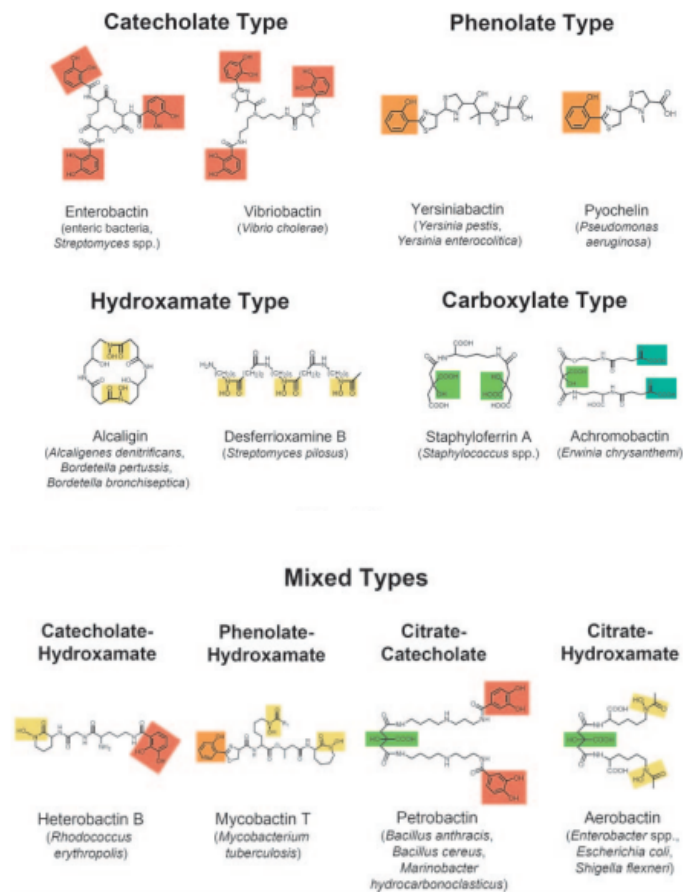 Catecholate Type
Phenolate Type
Enterobactin
(enteric bacteria,
Streptomyces spp.)
Vibriobactin
(Vibrio cholerae)
Yersiniabactin
(Yersinia pestis,
Yersinia enterocolitica)
Pyochelin
(Pseudomonas
aeruginosa)
Hydroxamate Type
Carboxylate Type
Alcaligin
(Alcaligenes denitrificans,
Bordetella pertussis,
Bordetella bronchiseptica)
Desferrioxamine B
(Streptomyces pilosus)
Staphyloferrin A
(Staphylococcus spp.)
Achromobactin
(Erwinia chrysanthemi)
Mixed Types
Catecholate-
Hydroxamate
Phenolate-
Hydroxamate
Citrate-
Catecholate
Citrate-
Hydroxamate
Heterobactin B
(Rhodococcus
erythropolis)
Mycobactin T
(Mycobacterium
tuberculosis)
Petrobactin
(Bacillus anthracis,
Bacillus cereus,
Marinobacter
hydrocarbonoclasticus)
Aerobactin
(Enterobacter spp.,
Escherichia coli,
Shigella flexneri)